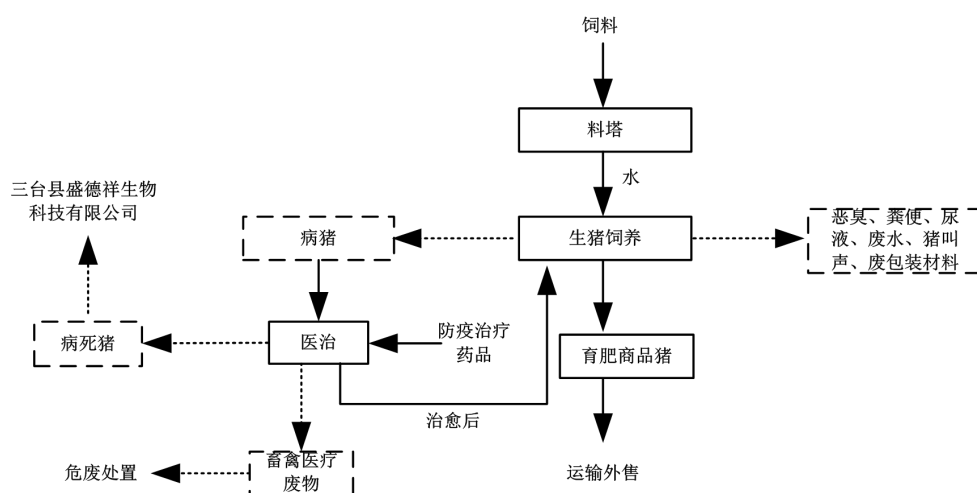 饲料
料塔
水
三台县盛德祥生物
科技有限公司
病猪
生猪饲养
恶臭、粪便、尿
液、废水、猪叫
声、废包装材料
病死猪
医治
防疫治疗
药品
育肥商品猪
治愈后
危废处置
畜禽医疗
废物
运输外售